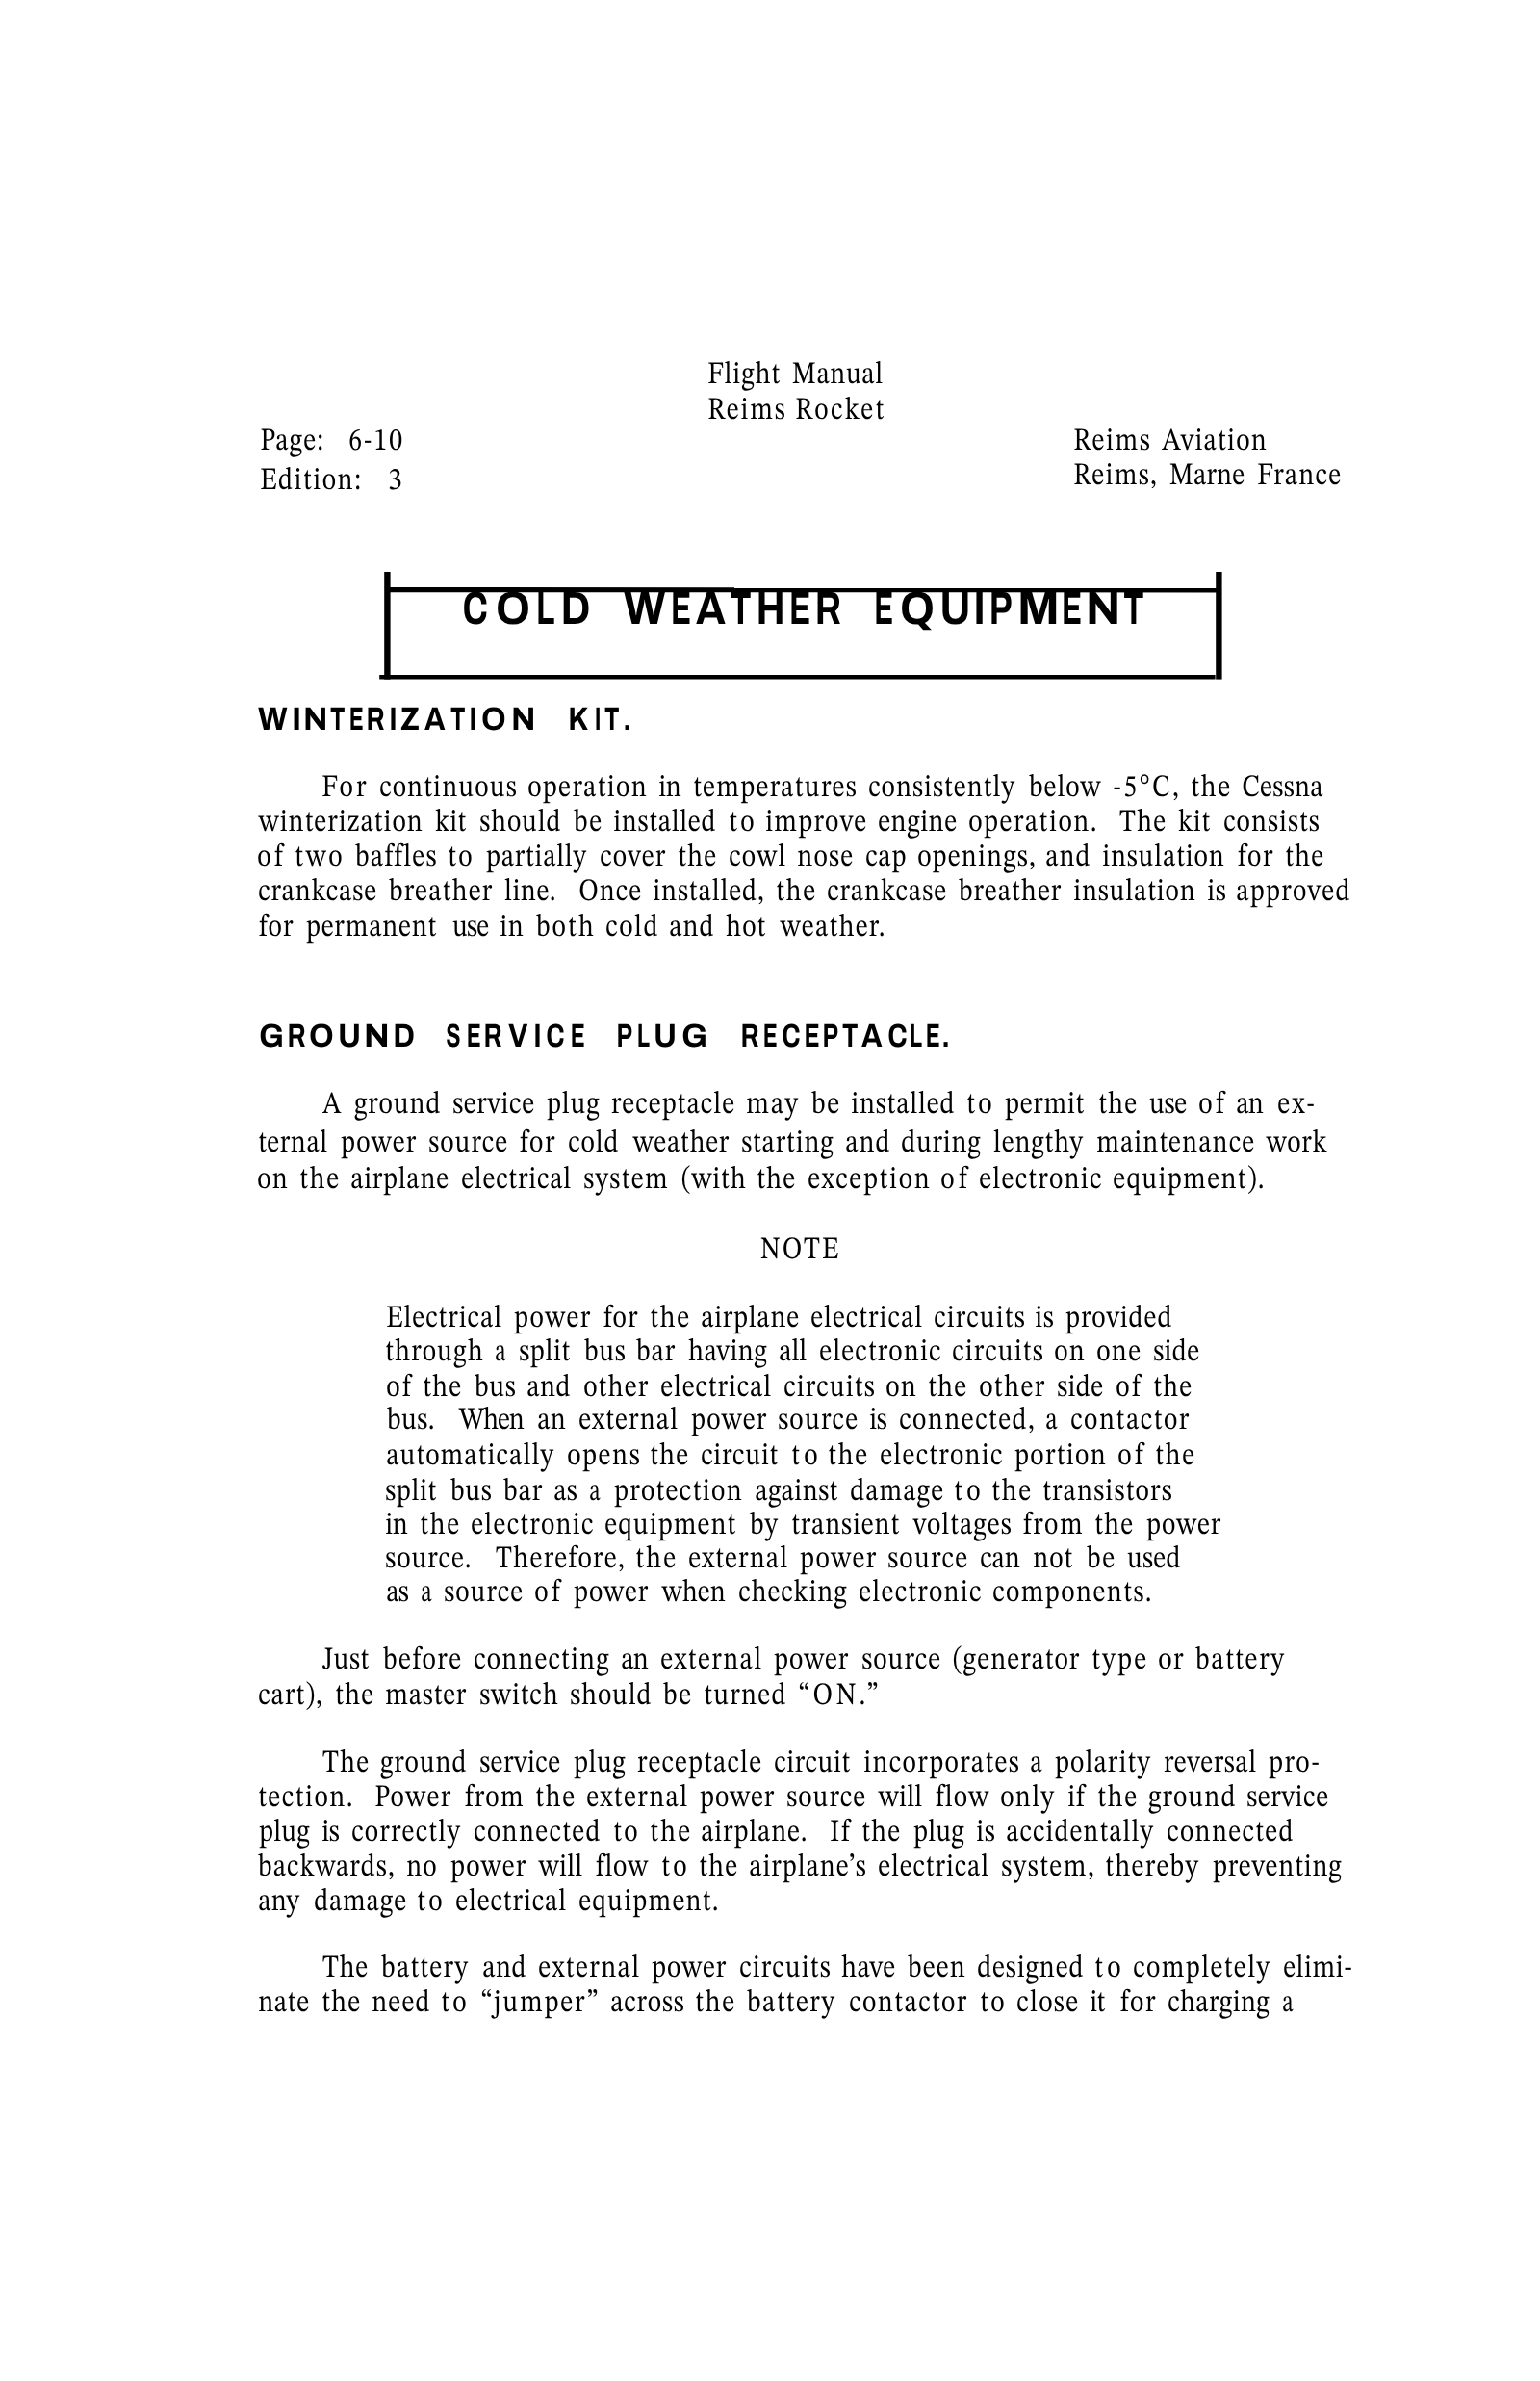 Flight Manual
Reims Rocket
Page: 6-10
Edition: 3
Reims Aviation
Reims, Marne France
COLD WEATHER EQUIPMENT
WINTERIZATION KIT.
For continuous operation in temperatures consistently below -5°C, the Cessna
winterization kit should be installed to improve engine operation. The kit consists
of two baffles to partially cover the cowl nose cap openings, and insulation for the
crankcase breather line. Once installed, the crankcase breather insulation is approved
for permanent use in both cold and hot weather.
GROUND SERVICE PLUG RECEPTACLE.
A ground service plug receptacle may be installed to permit the use of an ex-
ternal power source for cold weather starting and during lengthy maintenance work
on the airplane electrical system (with the exception of electronic equipment).
NOTE
Electrical power for the airplane electrical circuits is provided
through a split bus bar having all electronic circuits on one side
of the bus and other electrical circuits on the other side of the
bus. When an external power source is connected, a contactor
automatically opens the circuit to the electronic portion of the
split bus bar as a protection against damage to the transistors
in the electronic equipment by transient voltages from the power
source. Therefore, the external power source can not be used
as a source of power when checking electronic components.
Just before connecting an external power source (generator type or battery
cart), the master switch should be turned “ON.”
The ground service plug receptacle circuit incorporates a polarity reversal pro-
tection. Power from the external power source will flow only if the ground service
plug is correctly connected to the airplane. If the plug is accidentally connected
backwards, no power will flow to the airplane’s electrical system, thereby preventing
any damage to electrical equipment.
The battery and external power circuits have been designed to completely elimi-
nate the need to “jumper” across the battery contactor to close it for charging a